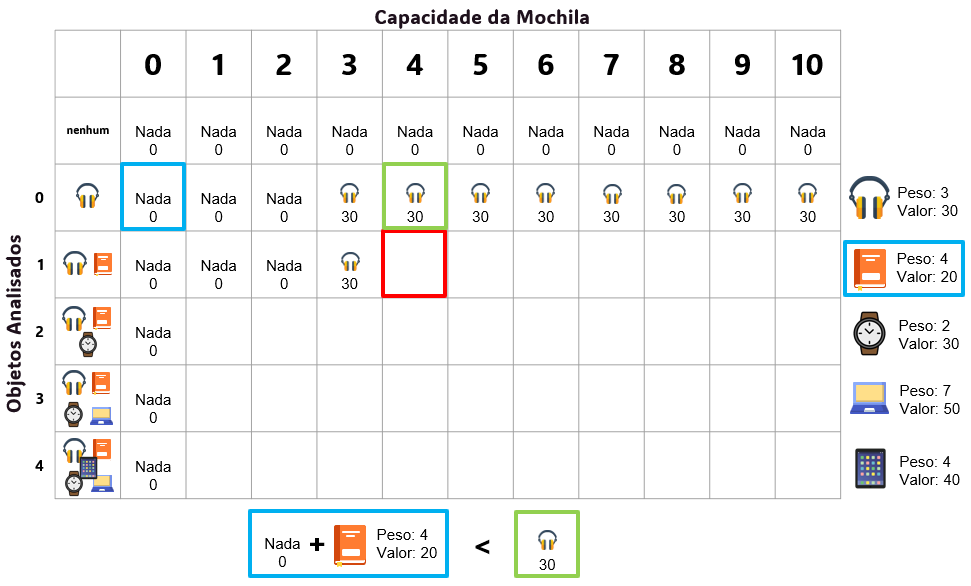 Capacidade da Mochila
0 1 2 3 4 5 6 7 8 9 10
nenhum Nada Nada Nada Nada Nada Nada Nada Nada Nada Nada Nada
0 0 0 0 0 0 0 0 0 0 0
0 Nada Nada Nada
0 0 0 30 30 30 30 30 30 30 30
Peso: 3
Valor: 30
Objetos Analisados
1 Nada Nada Nada
0 0 0 30
Peso: 4
Valor: 20
2 Nada
0
Peso: 2
Valor: 30
3 Nada
0
Peso: 7
Valor: 50
4 Nada
0
Peso: 4
Valor: 40
Nada
0
+
Peso: 4
Valor: 20
<
30